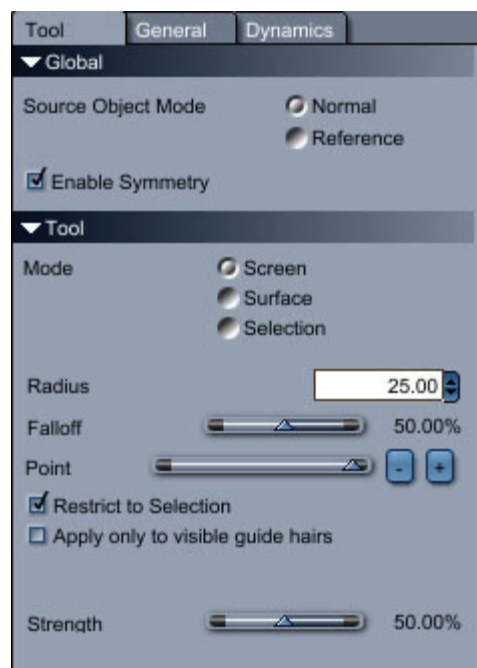 Tool General Dynamics
Global
Source Object Mode Normal
Reference
Enable Symmetry
Tool
Mode Screen
Surface
Selection
Radius 25.00
Falloff 50.00%
Point - +
Restrict to Selection
Apply only to visible guide hairs
Strength 50.00%